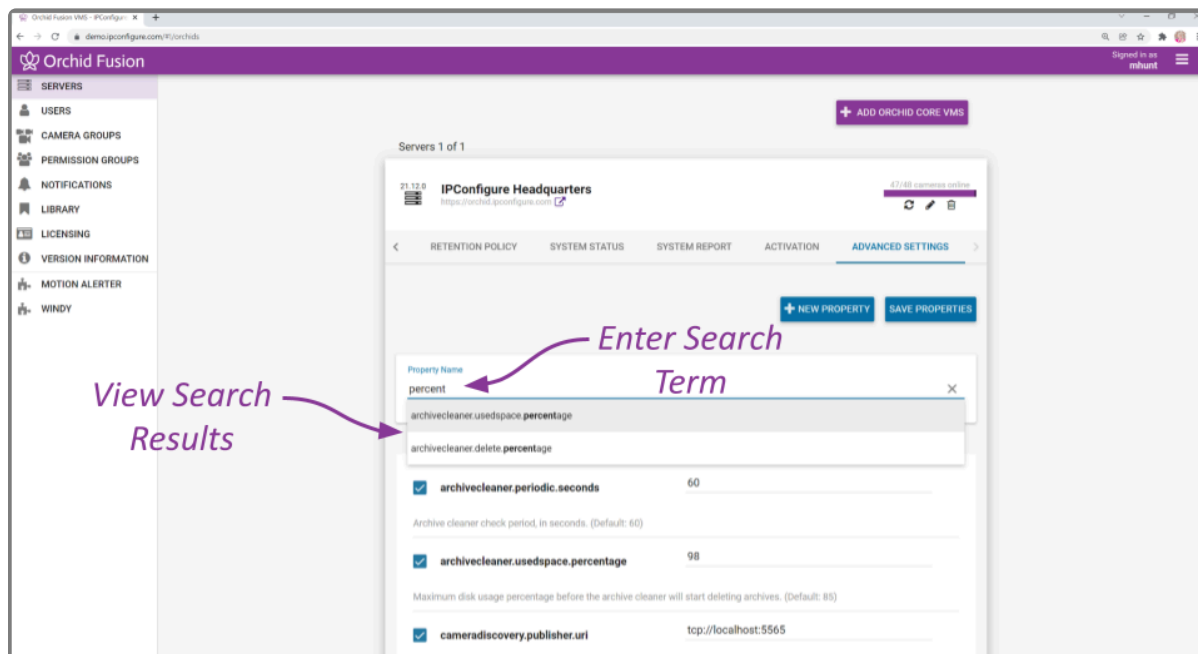 Orchid Fusion VMS - IPConfigur
demo.ipconfigure.com/#!/orchids
Orchid Fusion
Signed in as
mhunt
SERVERS
USERS
CAMERA GROUPS
PERMISSION GROUPS
NOTIFICATIONS
LIBRARY
LICENSING
VERSION INFORMATION
MOTION ALERTER
WINDY
+ ADD ORCHID CORE VMS
Servers 1 of 1
21.12.0
IPConfigure Headquarters
https://orchid.ipconfigure.com
47/48 cameras online
RETENTION POLICY SYSTEM STATUS SYSTEM REPORT ACTIVATION ADVANCED SETTINGS
+ NEW PROPERTY SAVE PROPERTIES
Enter Search
Term
View Search
Results
Property Name
percent
archivecleaner.usedspace.percentage
archivecleaner.delete.percentage
archivecleaner.periodic.seconds 60
Archive cleaner check period, in seconds. (Default: 60)
archivecleaner.usedspace.percentage 98
Maximum disk usage percentage before the archive cleaner will start deleting archives. (Default: 85)
cameradiscovery.publisher.uri tcp://localhost:5565